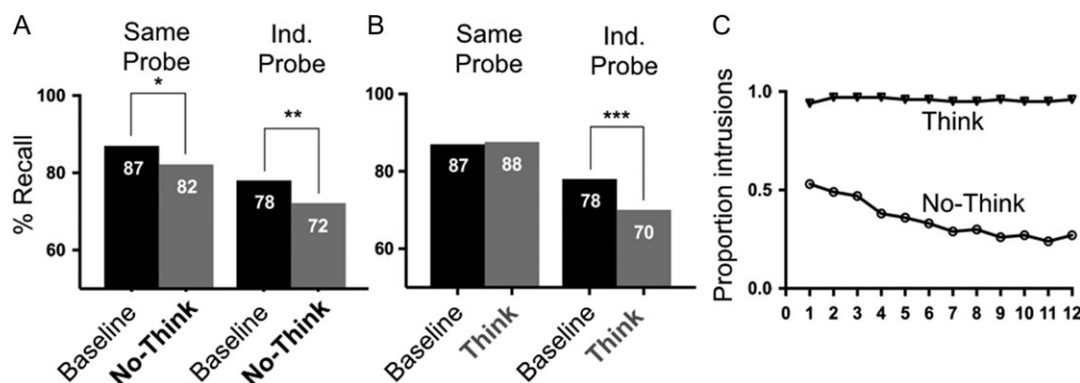 A
Same
Probe
Ind.
Probe
*
**
% Recall
100
80
60
87
82
78
72
Baseline
No-Think
Baseline
No-Think
B
Same
Probe
Ind.
Probe
***
100
80
60
87
88
78
70
Baseline
Think
Baseline
Think
C
Proportion intrusions
1.0
0.5
0.0
Think
No-Think
0 1 2 3 4 5 6 7 8 9 10 11 12